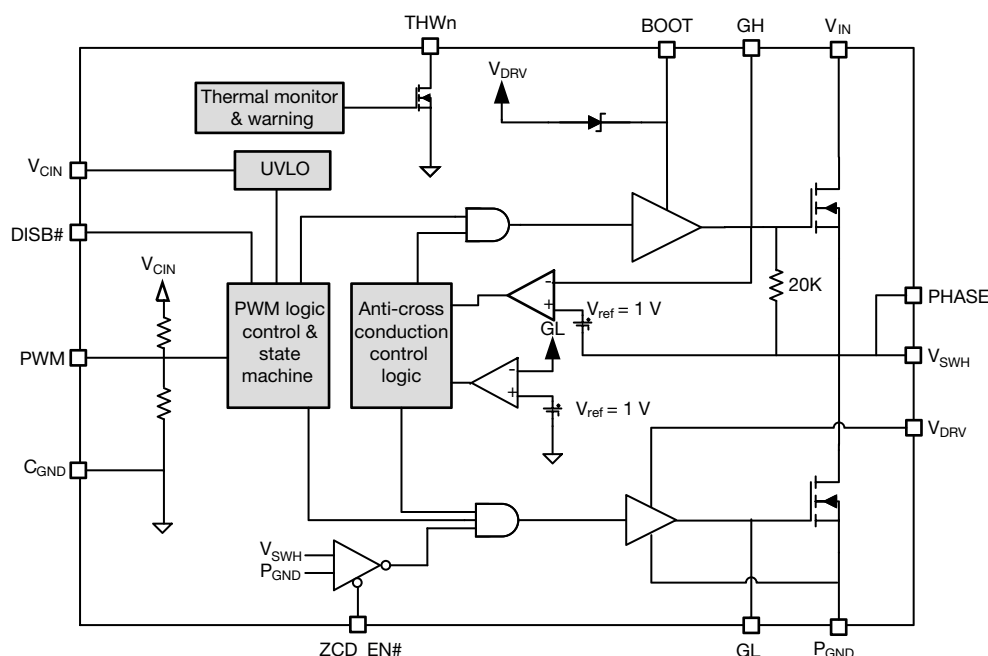 THWn
BOOT
GH
VIN
VDRV
Thermal monitor
& warning
VCIN
UVLO
DISB#
VCIN
PWM logic
control &
state
machine
Anti-cross
conduction
control
logic
-
+
Vref = 1 V
GL
20K
PHASE
PWM
VSWH
-
+
Vref = 1 V
VDRV
CGND
VSWH
PGND
ZCD_EN#
GL
PGND